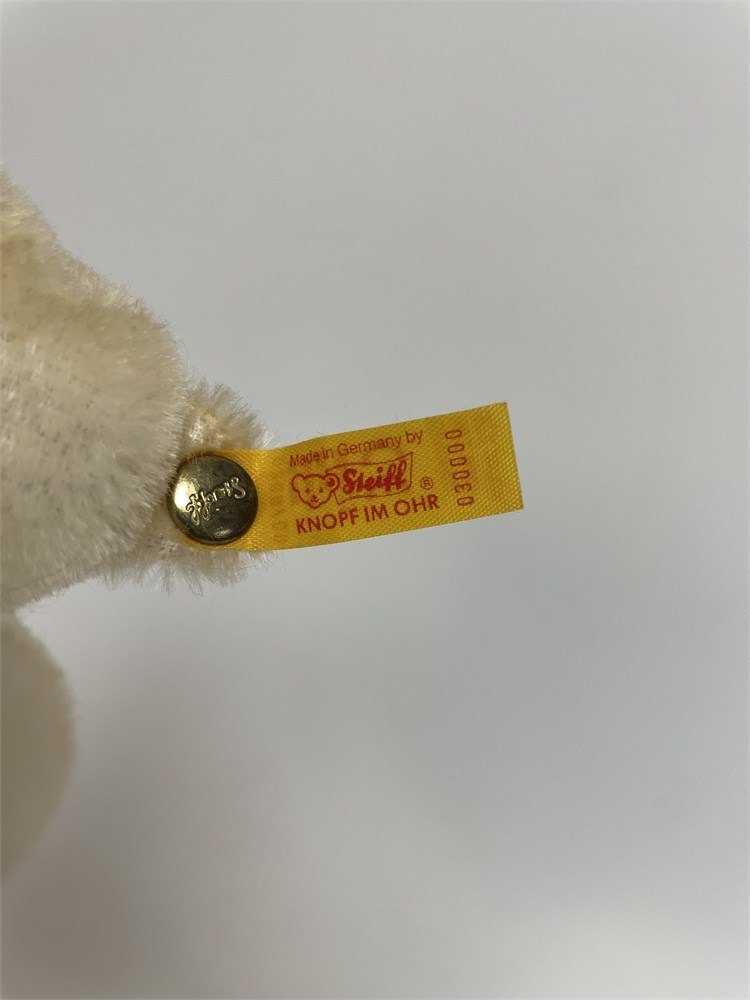 Made in Germany by
Steiff ®
KNOPF IM OHR
030000
Steiff